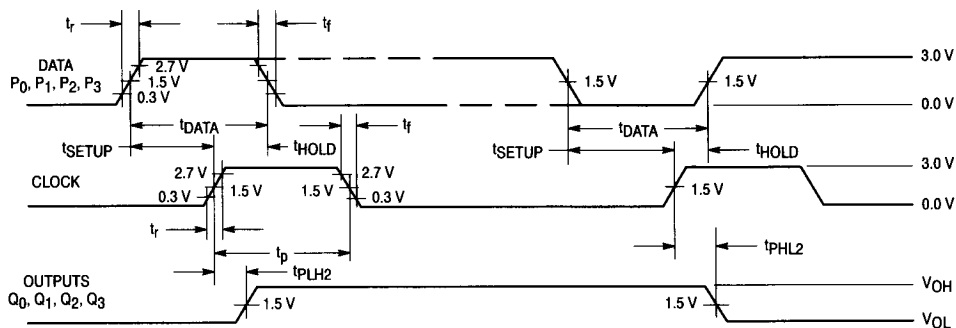 tr
tf
DATA
P0, P1, P2, P3
2.7 V
1.5 V
0.3 V
1.5 V
1.5 V
1.5 V
3.0 V
0.0 V
tDATA
tf
tDATA
tSETUP
tHOLD
tSETUP
tHOLD
CLOCK
2.7 V
1.5 V
0.3 V
2.7 V
1.5 V
0.3 V
1.5 V
3.0 V
0.0 V
tr
tp
tPHL2
tPLH2
OUTPUTS
Q0, Q1, Q2, Q3
1.5 V
1.5 V
VOH
VOL